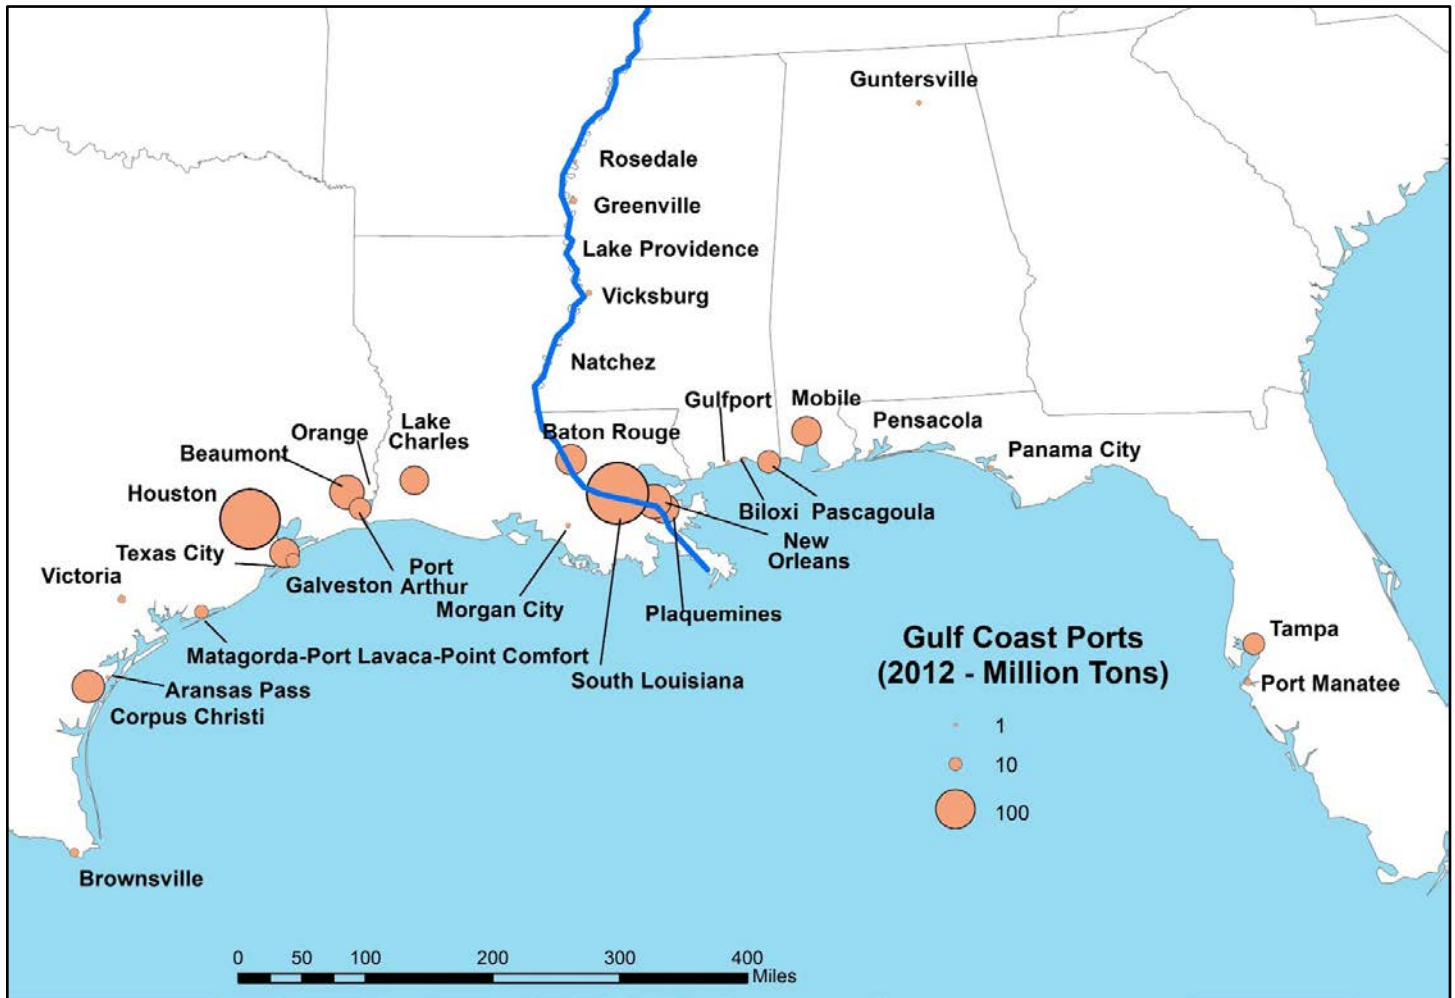 Guntersville
Rosedale
Greenville
Lake Providence
Vicksburg
Natchez
Gulfport
Mobile
Pensacola
Panama City
Lake
Charles
Orange
Baton Rouge
Beaumont
Houston
Biloxi
Pascagoula
Texas City
New
Orleans
Victoria
Galveston
Port
Arthur
Morgan City
Plaquemines
Matagorda-Port Lavaca-Point Comfort
South Louisiana
Aransas Pass
Corpus Christi
Tampa
Port Manatee
Gulf Coast Ports
(2012 - Million Tons)
1
10
100
Brownsville
0 50 100 200 300 400
Miles